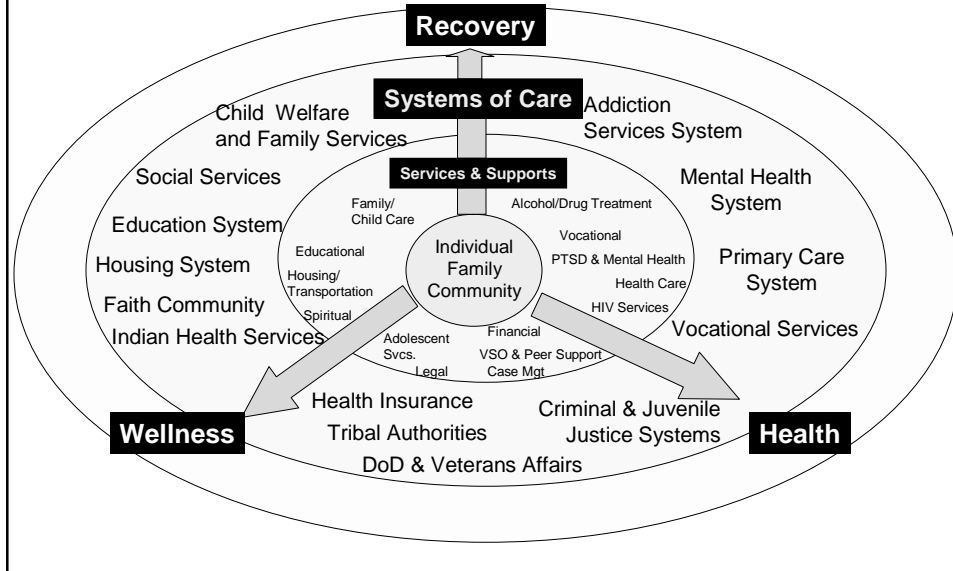 Recovery
Systems of Care
Child Welfare
and Family Services
Addiction
Services System
Social Services
Services & Supports
Mental Health
System
Family/
Child Care
Alcohol/Drug Treatment
Education System
Educational
Individual
Family
Community
Vocational
PTSD & Mental Health
Primary Care
System
Housing System
Housing/
Transportation
Health Care
Faith Community
Spiritual
HIV Services
Indian Health Services
Vocational Services
Adolescent
Svcs.
Legal
Financial
VSO & Peer Support
Case Mgt
Health Insurance
Criminal & Juvenile
Justice Systems
Tribal Authorities
Wellness
Health
DoD & Veterans Affairs